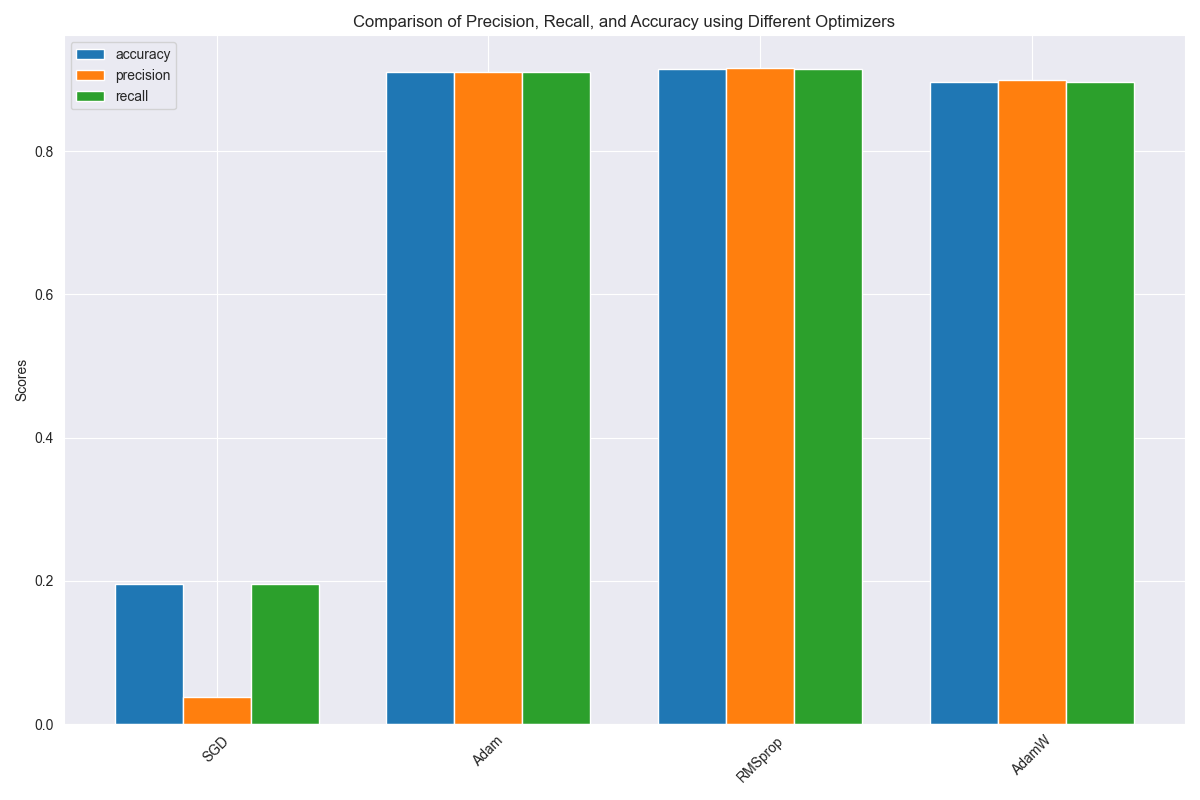 Comparison of Precision, Recall, and Accuracy using Different Optimizers
accuracy
precision
recall
Scores
0.8
0.6
0.4
0.2
0.0
SGD
Adam
RMSprop
AdamW